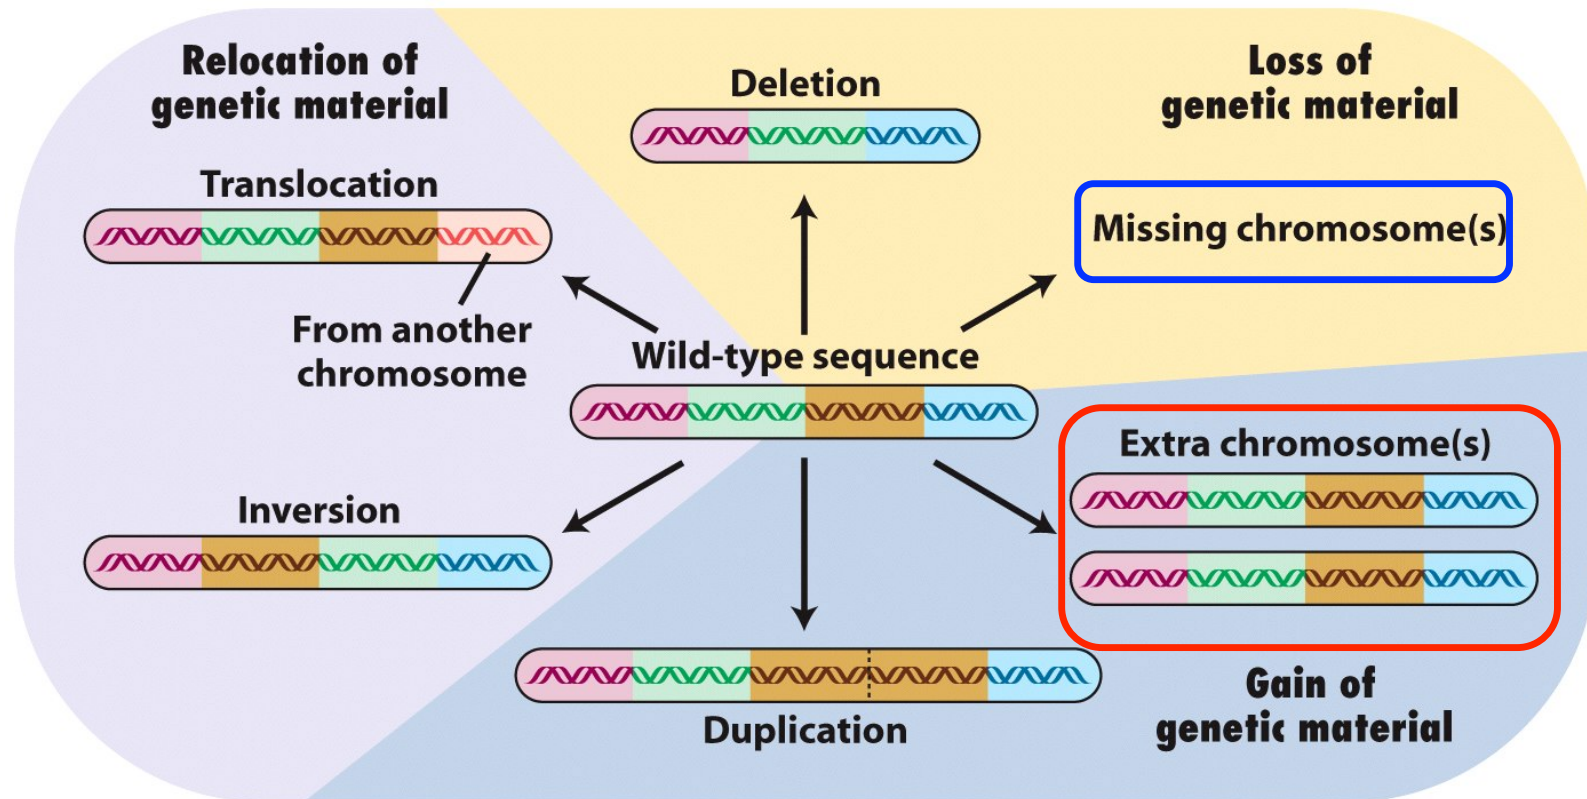 Relocation of
genetic material
Translocation
From another
chromosome
Inversion
Deletion
Loss of
genetic material
Missing chromosome(s)
Wild-type sequence
Extra chromosome(s)
Gain of
genetic material
Duplication